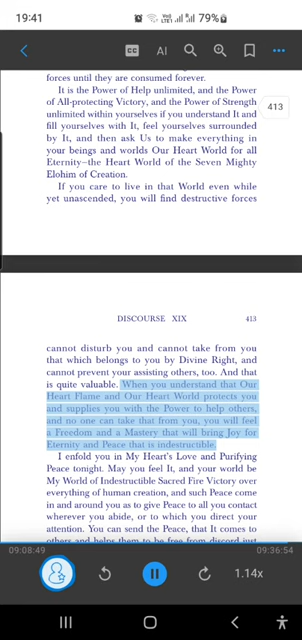 19:41
79%
CC
AI
forces until they are consumed forever.
It is the Power of Help unlimited, and the Power
of All-protecting Victory, and the Power of Strength
unlimited within yourselves if you understand It and
fill yourselves with It, feel yourselves surrounded
by It, and then ask Us to make everything in
your beings and worlds Our Heart World for all
Eternity—the Heart World of the Seven Mighty
Elohim of Creation.
If you care to live in that World even while
yet unascended, you will find destructive forces
413
DISCOURSE XIX 413
cannot disturb you and cannot take from you
that which belongs to you by Divine Right, and
cannot prevent your assisting others, too. And that
is quite valuable. When you understand that Our
Heart Flame and Our Heart World protects you
and supplies you with the Power to help others,
and no one can take that from you, you will feel
a Freedom and a Mastery that will bring Joy for
Eternity and Peace that is indestructible.
I enfold you in My Heart's Love and Purifying
Peace tonight. May you feel It, and your world be
My World of Indestructible Sacred Fire Victory over
everything of human creation, and such Peace come
in and around you as to give Peace to all you contact
wherever you abide, or to which you direct your
attention. You can send the Peace, that It comes to
others and helps them to be free from discord just
09:08:49
09:36:54
1.14x